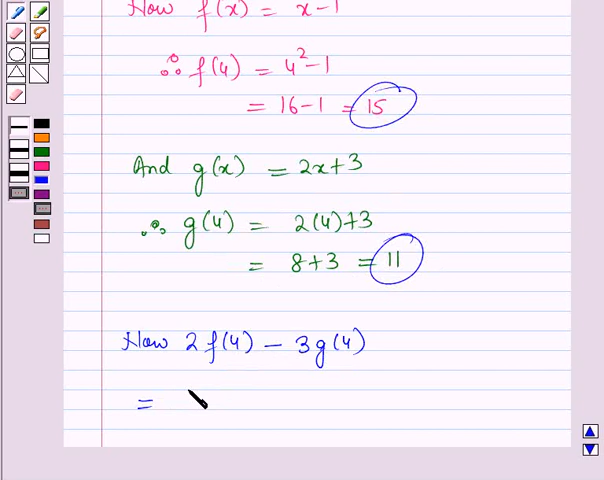 Now f(x) = x-1
∴ f(4) = 4²-1
= 16-1 = 15
And g(x) = 2x+3
∴ g(4) = 2(4)+3
= 8+3 = 11
Now 2f(4) - 3g(4)
=